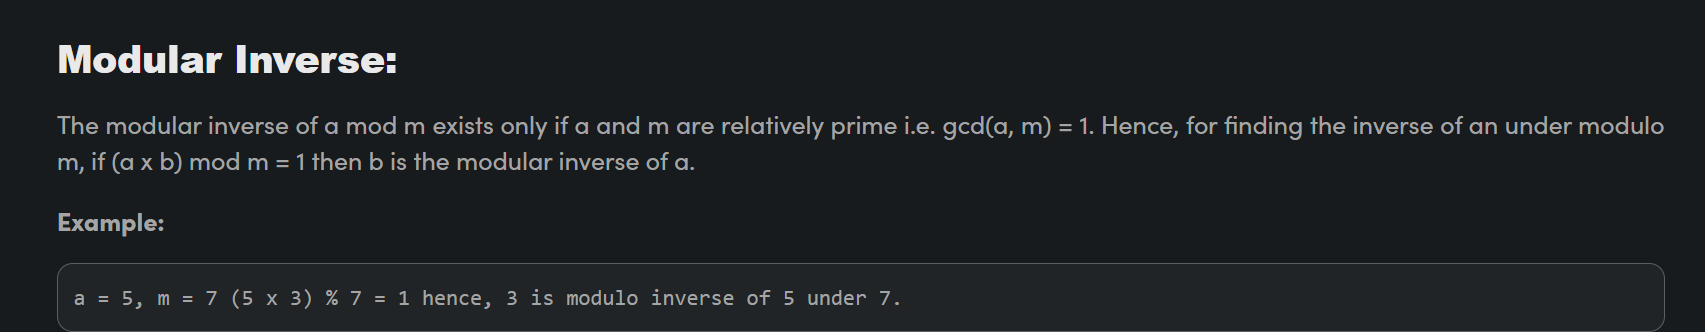 Modular Inverse:
The modular inverse of a mod m exists only if a and m are relatively prime i.e. gcd(a, m) = 1. Hence, for finding the inverse of an under modulo
m, if (a x b) mod m = 1 then b is the modular inverse of a.
Example:
a = 5, m = 7 (5 x 3) % 7 = 1 hence, 3 is modulo inverse of 5 under 7.